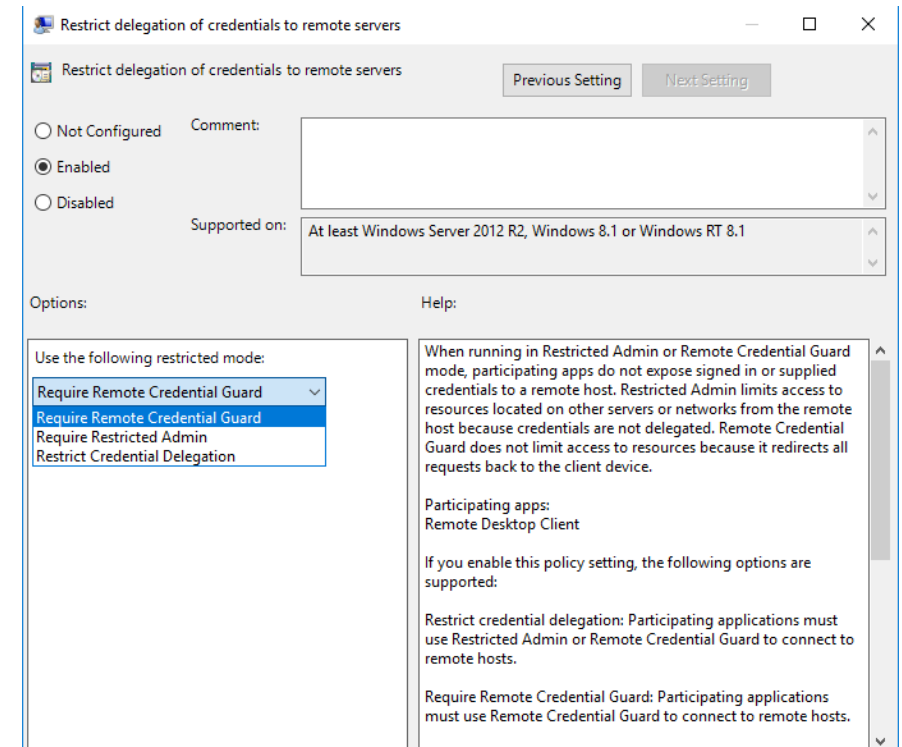 Restrict delegation of credentials to remote servers
Restrict delegation of credentials to remote servers
Previous Setting
Next Setting
Not Configured
Comment:
Enabled
Disabled
Supported on:
At least Windows Server 2012 R2, Windows 8.1 or Windows RT 8.1
Options:
Help:
Use the following restricted mode:
Require Remote Credential Guard
Require Remote Credential Guard
Require Restricted Admin
Restrict Credential Delegation
When running in Restricted Admin or Remote Credential Guard
mode, participating apps do not expose signed in or supplied
credentials to a remote host. Restricted Admin limits access to
resources located on other servers or networks from the remote
host because credentials are not delegated. Remote Credential
Guard does not limit access to resources because it redirects all
requests back to the client device.
Participating apps:
Remote Desktop Client
If you enable this policy setting, the following options are
supported:
Restrict credential delegation: Participating applications must
use Restricted Admin or Remote Credential Guard to connect to
remote hosts.
Require Remote Credential Guard: Participating applications
must use Remote Credential Guard to connect to remote hosts.